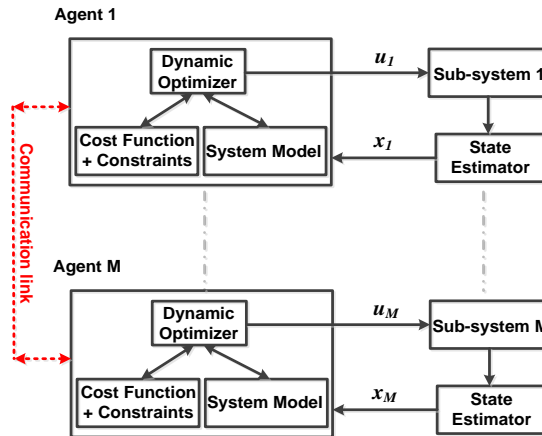 Agent 1
Dynamic
Optimizer
u1
Sub-system 1
Cost Function
+ Constraints
System Model
x1
State
Estimator
Communication link
Agent M
Dynamic
Optimizer
uM
Sub-system M
Cost Function
+ Constraints
System Model
xM
State
Estimator